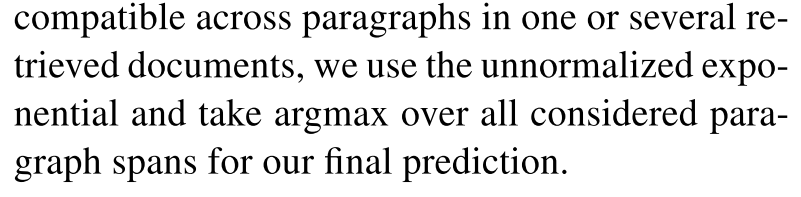 compatible across paragraphs in one or several re-
trieved documents, we use the unnormalized expo-
nential and take argmax over all considered para-
graph spans for our final prediction.